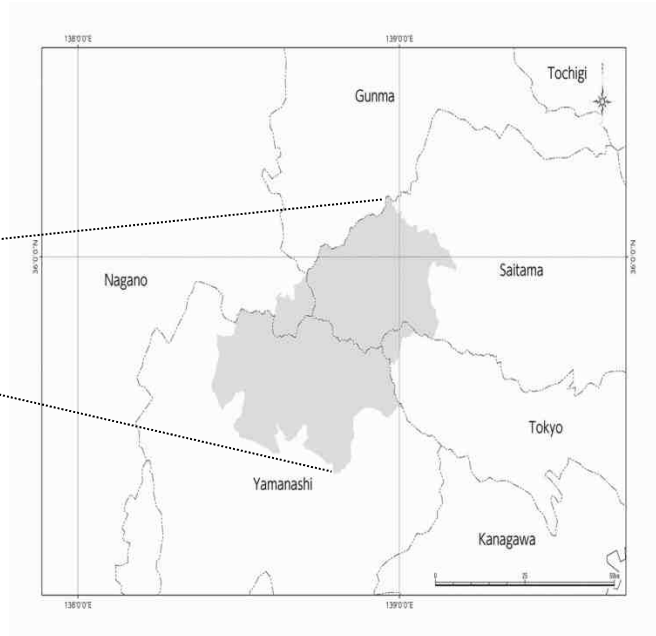 138°0'0"E
139°0'0"E
Tochigi
Gunma
36°0'0"N
36°0'0"N
Nagano
Saitama
Tokyo
Yamanashi
Kanagawa
0
25
50km
138°0'0"E
139°0'0"E